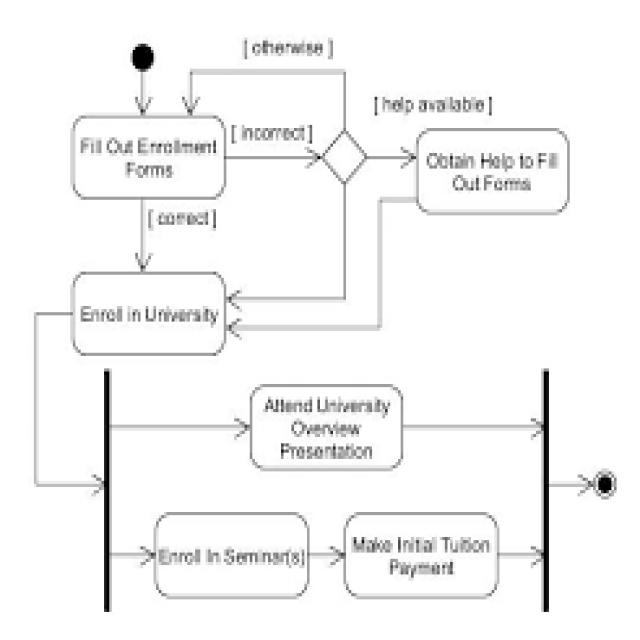 [ otherwise ]
[ help available ]
[ incorrect ]
Fill Out Enrollment
Forms
Obtain Help to Fill
Out Forms
[ correct ]
Enroll in University
Attend University
Overview
Presentation
Enroll In Seminar(s)
Make Initial Tuition
Payment